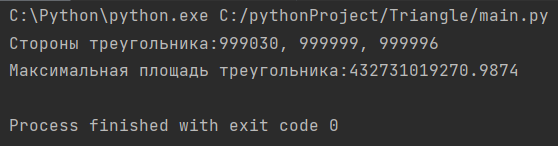 C:\Python\python.exe C:/pythonProject/Triangle/main.py
Стороны треугольника:999030, 999999, 999996
Максимальная площадь треугольника:432731019270.9874
Process finished with exit code 0